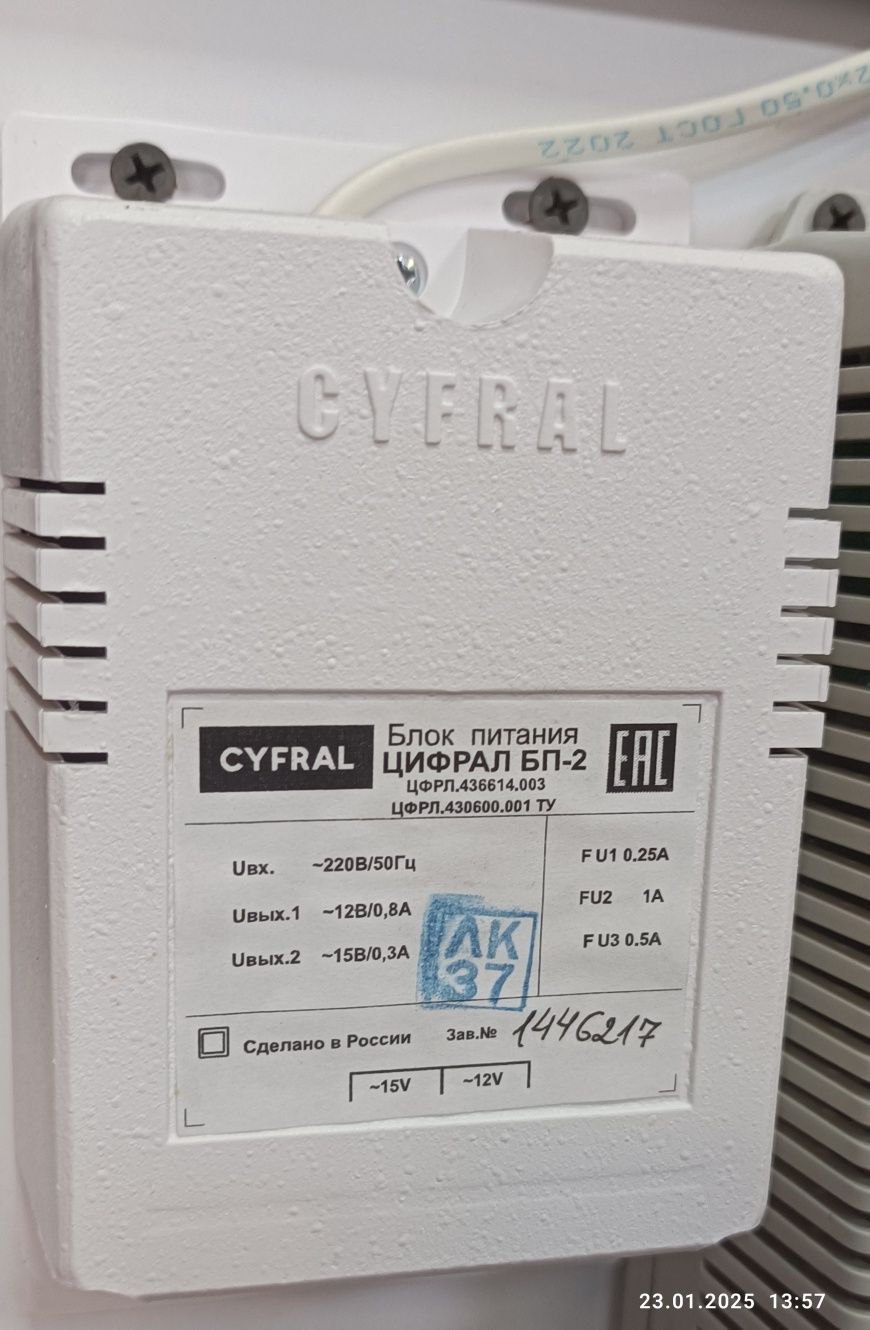 2х0.50 ГОСТ 2022
CYFRAL
CYFRAL
Блок питания
ЦИФРАЛ БП-2
ЦФРЛ.436614.003
ЦФРЛ.430600.001 ТУ
EAC
Uвх. ~220В/50Гц
Uвых.1 ~12В/0,8А
Uвых.2 ~15В/0,3А
F U1 0.25A
FU2 1A
F U3 0.5A
ЛК
37
Сделано в России Зав.№ 1446217
~15V ~12V
23.01.2025 13:57